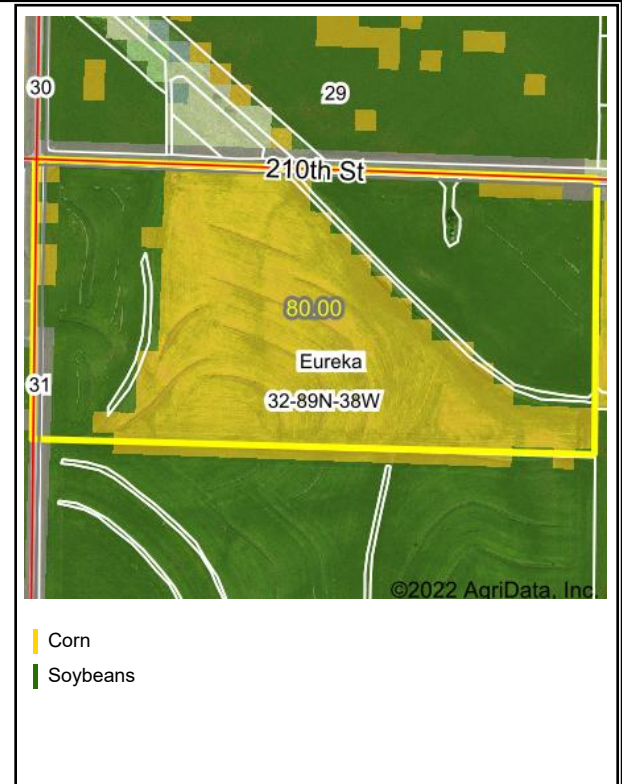 30
29
210th St
80.00
Eureka
31
32-89N-38W
©2022 AgriData, Inc.
Corn
Soybeans